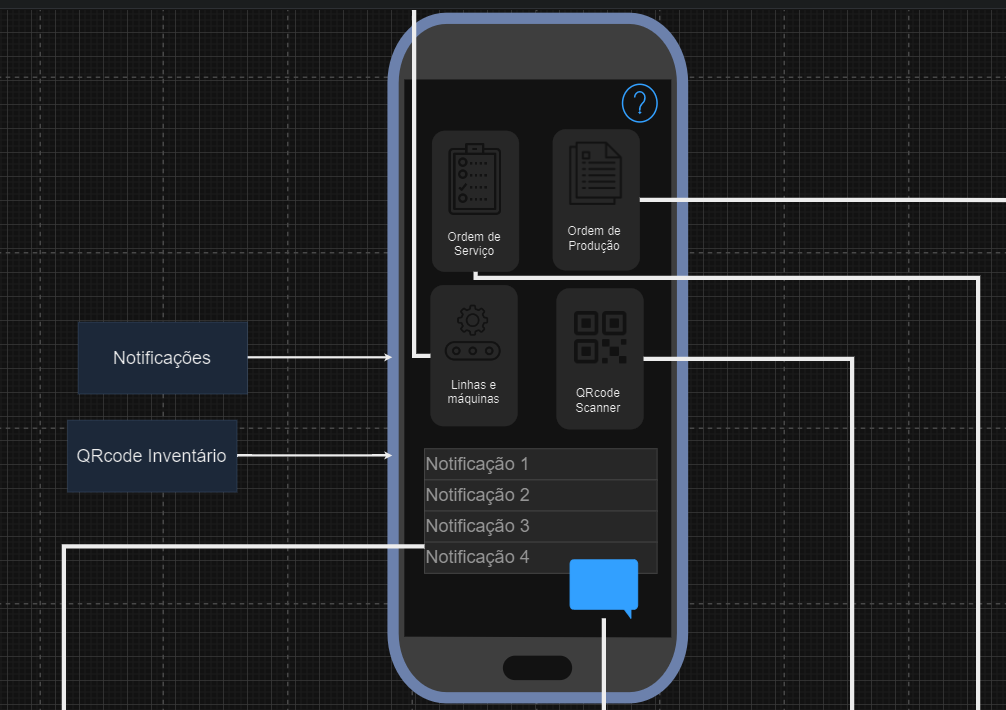 ?
Ordem de
Serviço
Ordem de
Produção
Notificações
Linhas e
máquinas
QRcode
Scanner
QRcode Inventário
Notificação 1
Notificação 2
Notificação 3
Notificação 4